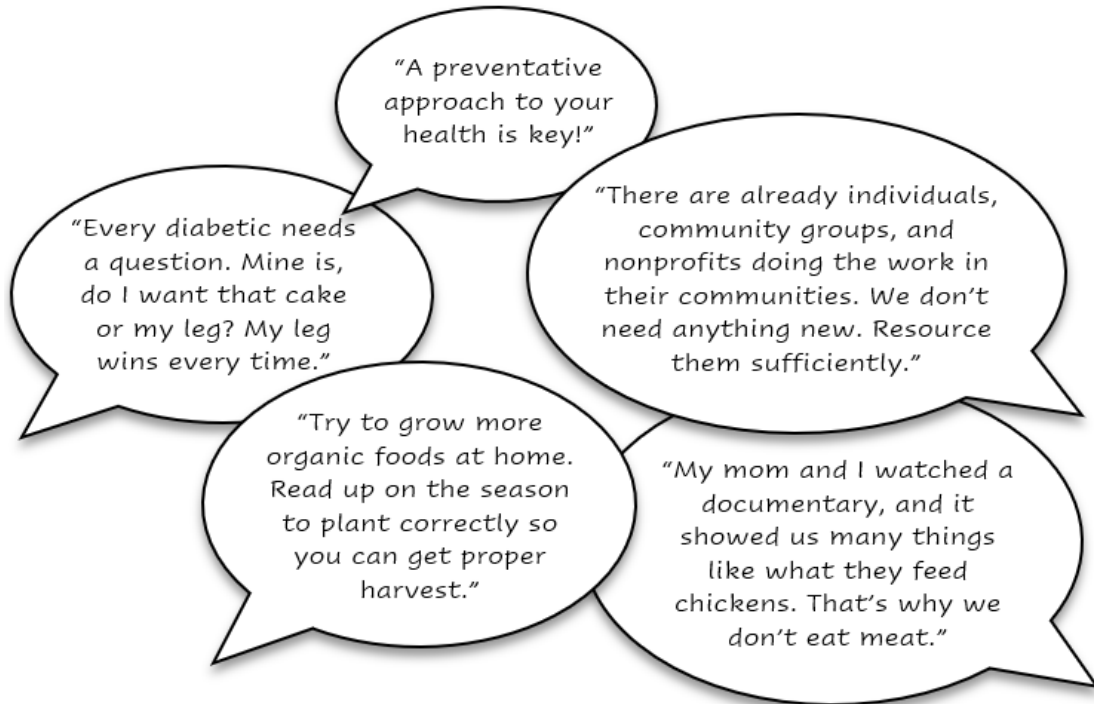 “A preventative
approach to your
health is key!”
“Every diabetic needs
a question. Mine is,
do I want that cake
or my leg? My leg
wins every time.”
“There are already individuals,
community groups, and
nonprofits doing the work in
their communities. We don’t
need anything new. Resource
them sufficiently.”
“Try to grow more
organic foods at home.
Read up on the season
to plant correctly so
you can get proper
harvest.”
“My mom and I watched a
documentary, and it
showed us many things
like what they feed
chickens. That’s why we
don’t eat meat.”